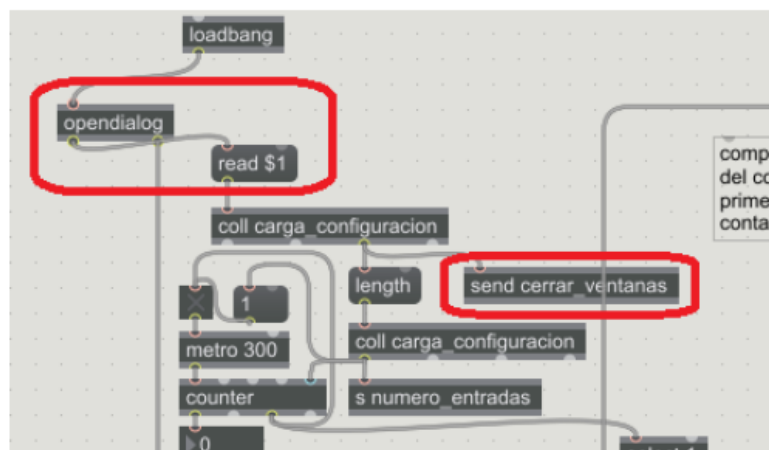 loadbang
opendialog
read $1
comp
del co
prime
conta
coll carga_configuracion
length
send cerrar_ventanas
1
metro 300
coll carga_configuracion
counter
s numero_entradas
0